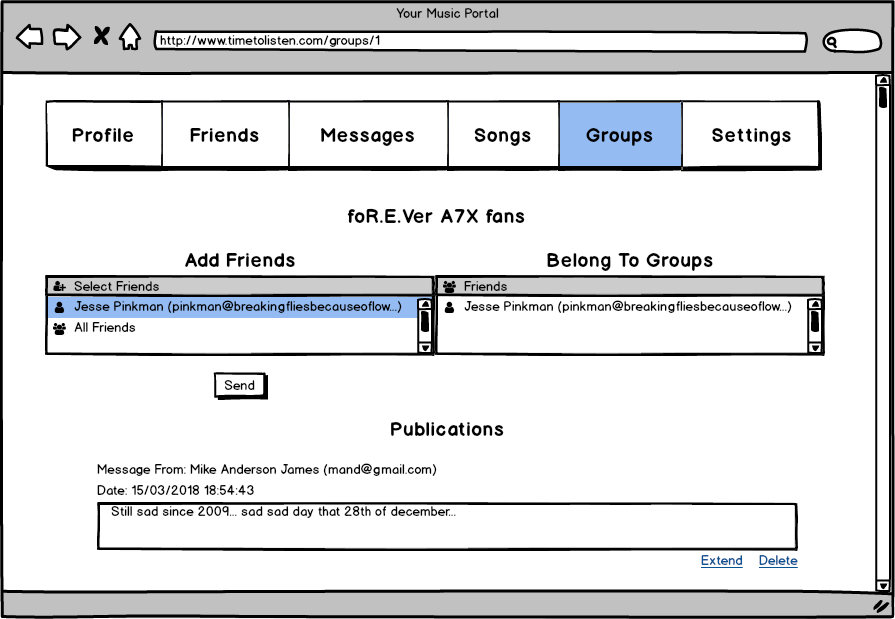 Your Music Portal
http://www.timetolisten.com/groups/1
Profile Friends Messages Songs Groups Settings
foR.E.Ver A7X fans
Add Friends
Select Friends
Jesse Pinkman (pinkman@breakingfliesbecauseoflow...)
All Friends
Send
Belong To Groups
Friends
Jesse Pinkman (pinkman@breakingfliesbecauseoflow...)
Publications
Message From: Mike Anderson James (mand@gmail.com)
Date: 15/03/2018 18:54:43
Still sad since 2009... sad sad day that 28th of december...
Extend Delete